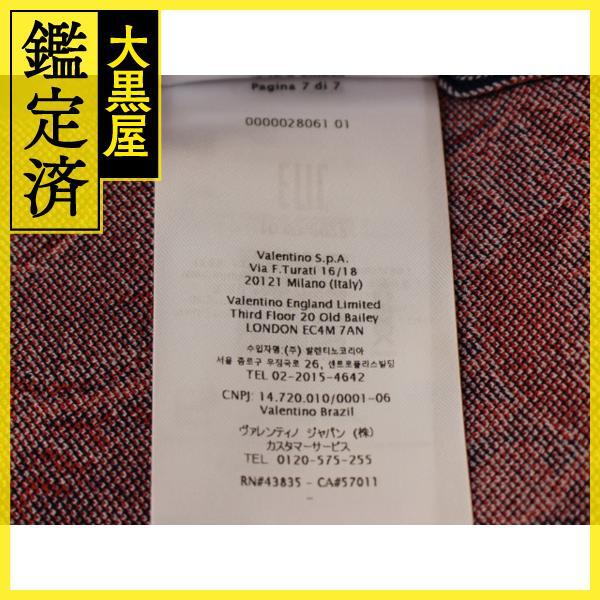 鑑定済
大黒屋
Pagina 7 di 7
0000028061 01
Valentino S.p.A.
Via F.Turati 16/18
20121 Milano (Italy)
Valentino England Limited
Third Floor 20 Old Bailey
LONDON EC4M 7AN
수입자명:(주) 발렌티노코리아
서울 종로구 우정국로 26, 센트로폴리스빌딩
TEL 02-2015-4642
CNPJ: 14.720.010/0001-06
Valentino Brazil
ヴァレンティノ ジャパン (株)
カスタマーサービス
TEL 0120-575-255
RN#43835 - CA#57011
-